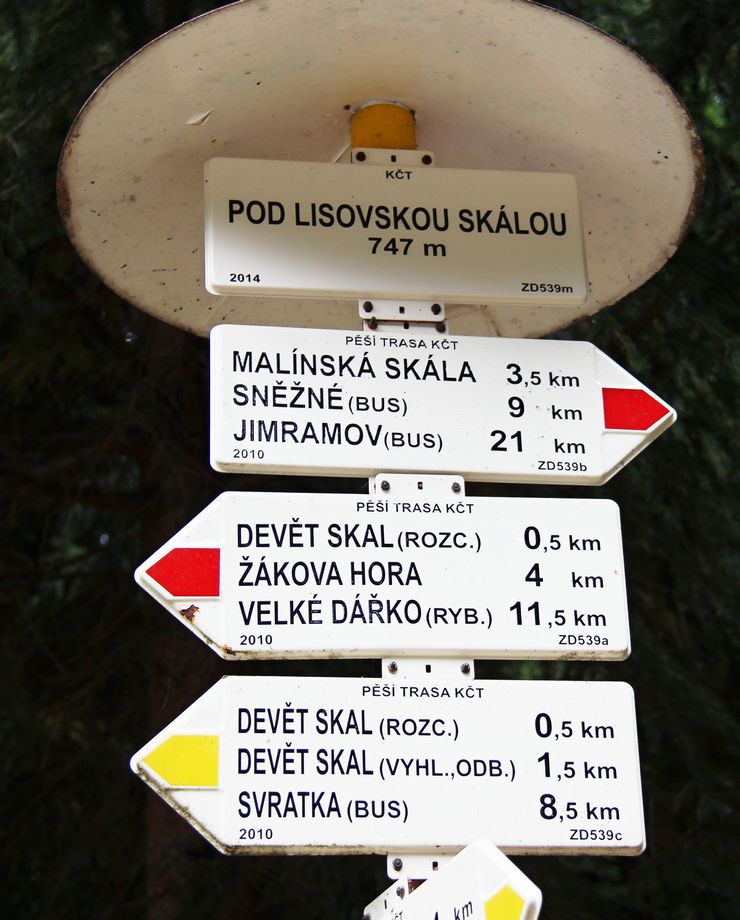 KČT
POD LISOVSKOU SKÁLOU
747 m
2014 ZD539m
PĚŠÍ TRASA KČT
MALÍNSKÁ SKÁLA 3,5 km
SNĚŽNÉ (BUS) 9 km
JIMRAMOV (BUS) 21 km
2010 ZD539b
PĚŠÍ TRASA KČT
DEVĚT SKAL (ROZC.) 0,5 km
ŽÁKOVA HORA 4 km
VELKÉ DÁŘKO (RYB.) 11,5 km
2010 ZD539a
PĚŠÍ TRASA KČT
DEVĚT SKAL (ROZC.) 0,5 km
DEVĚT SKAL (VYHL.,ODB.) 1,5 km
SVRATKA (BUS) 8,5 km
2010 ZD539c
KČT
km